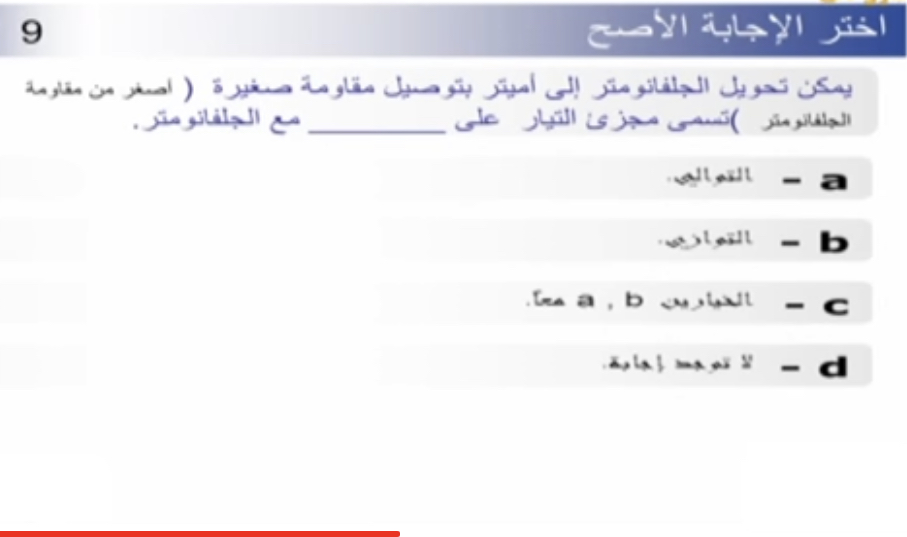 اختر الإجابة الأصح
9
يمكن تحويل الجلفانومتر إلى أميتر بتوصيل مقاومة صغيرة ( اصغر من مقاومة
الجلفانومتر )تسمى مجزئ التيار على __________ مع الجلفانومتر.
a - التوالي.
b - التوازي.
c - الخيارين a , b معاً.
d - لا توجد إجابة.